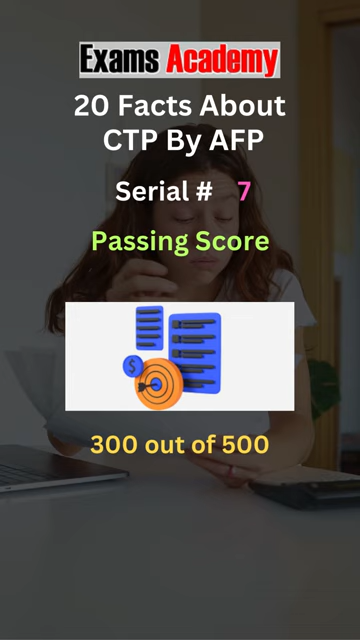 Exams Academy
20 Facts About
CTP By AFP
Serial # 7
Passing Score
$
300 out of 500